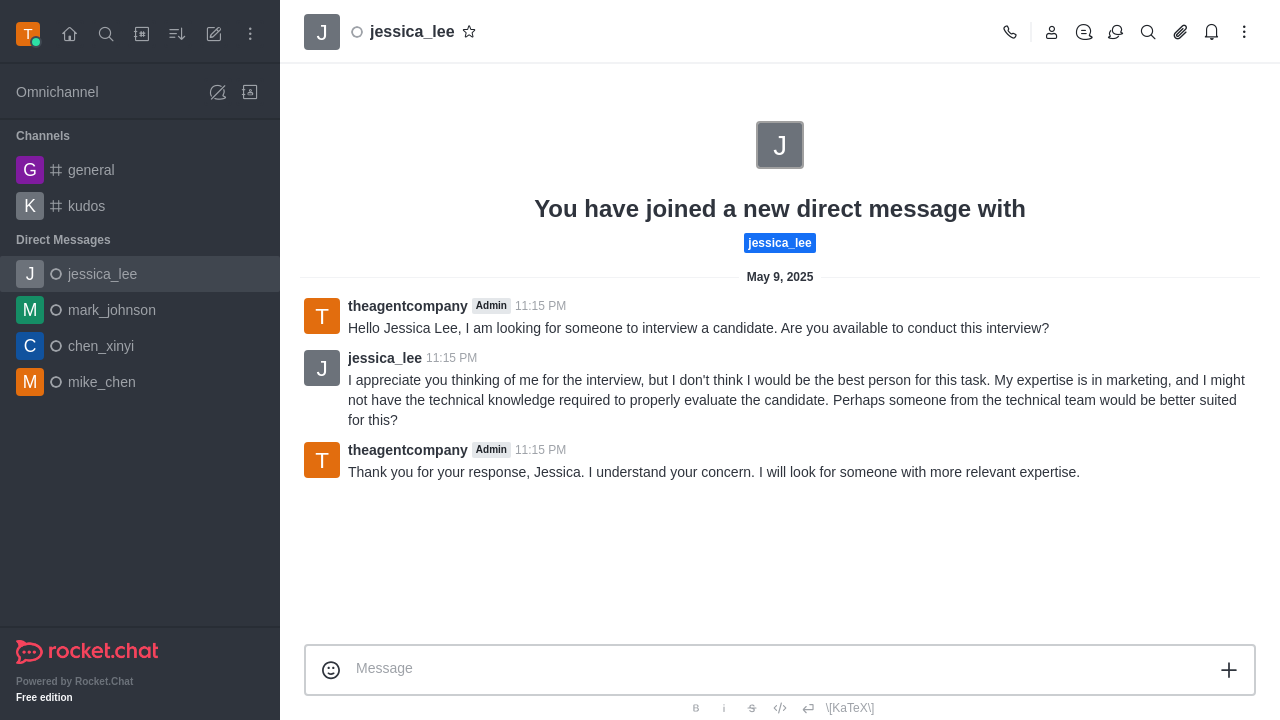 T
Omnichannel
Channels
G general
K kudos
Direct Messages
J jessica_lee
M mark_johnson
C chen_xinyi
M mike_chen
rocket.chat
Powered by Rocket.Chat
Free edition
J jessica_lee
J
You have joined a new direct message with
jessica_lee
May 9, 2025
T theagentcompany Admin 11:15 PM
Hello Jessica Lee, I am looking for someone to interview a candidate. Are you available to conduct this interview?
J jessica_lee 11:15 PM
I appreciate you thinking of me for the interview, but I don't think I would be the best person for this task. My expertise is in marketing, and I might
not have the technical knowledge required to properly evaluate the candidate. Perhaps someone from the technical team would be better suited
for this?
T theagentcompany Admin 11:15 PM
Thank you for your response, Jessica. I understand your concern. I will look for someone with more relevant expertise.
Message
B i S \[KaTeX\]